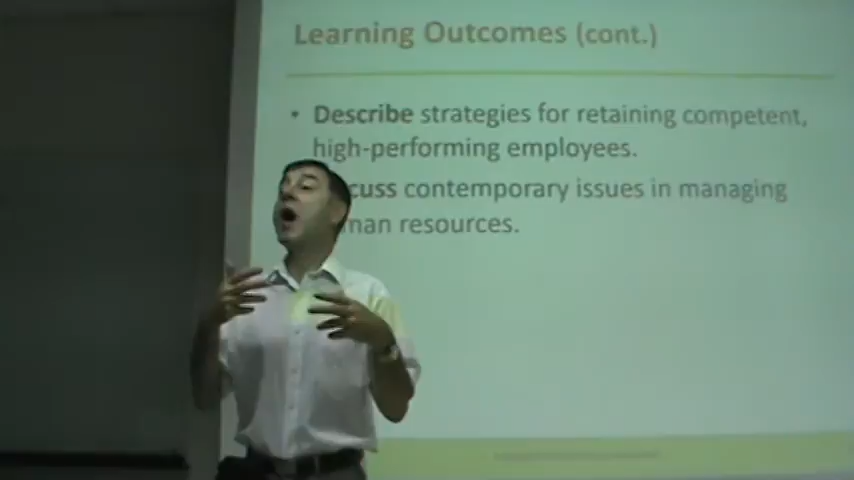 Learning Outcomes (cont.)
• Describe strategies for retaining competent,
high-performing employees.
cuss contemporary issues in managing
man resources.